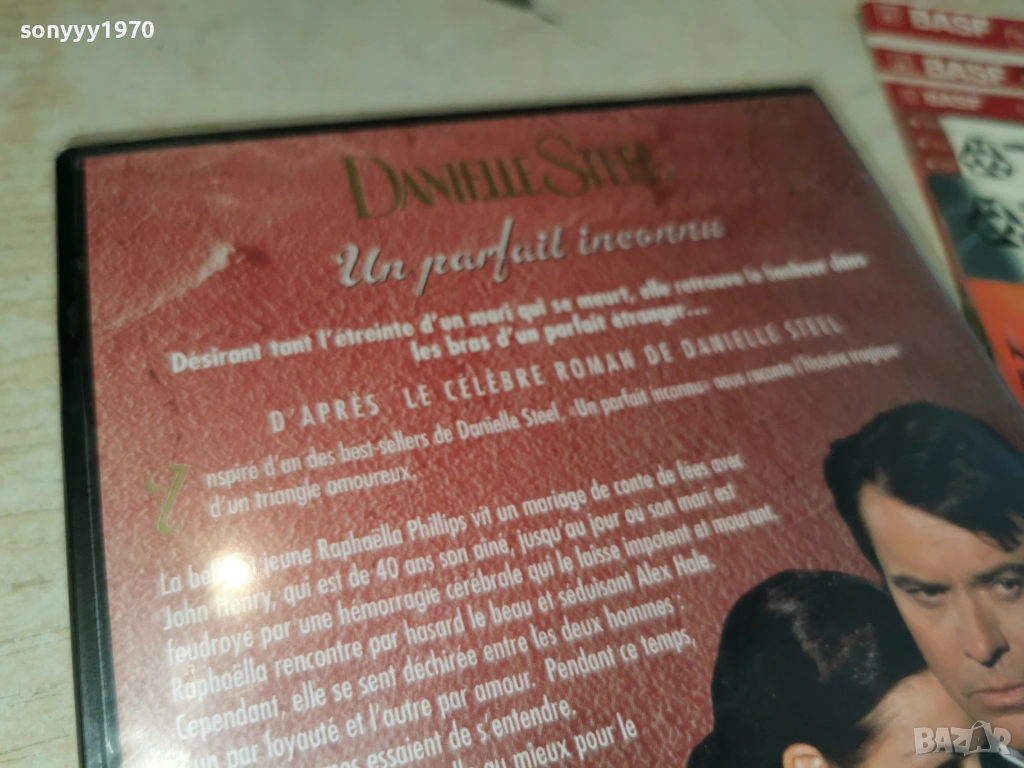 sonyyy1970
BASF
BASF
BASF
DANIELLE STEEL
Un parfait inconnu
Désirant tant l'étreinte d'un mari qui se meurt, elle retrouve le bonheur dans
les bras d'un parfait étranger...
D'APRÈS LE CÉLÈBRE ROMAN DE DANIELLE STEEL
Inspiré d'un des best-sellers de Danielle Steel, «Un parfait inconnu» nous raconte l'histoire tragique
d'un triangle amoureux.
La jeune Raphaëlla Phillips vit un mariage de conte de fées avec
John Henry, qui est de 40 ans son aîné, jusqu'au jour où son mari est
foudroyé par une hémorragie cérébrale qui le laisse impotent et mourant.
Raphaëlla rencontre par hasard le beau et séduisant Alex Hale.
Cependant, elle se sent déchirée entre les deux hommes :
un par loyauté et l'autre par amour. Pendant ce temps,
essaient de s'entendre.
au mieux pour le
BAZAR